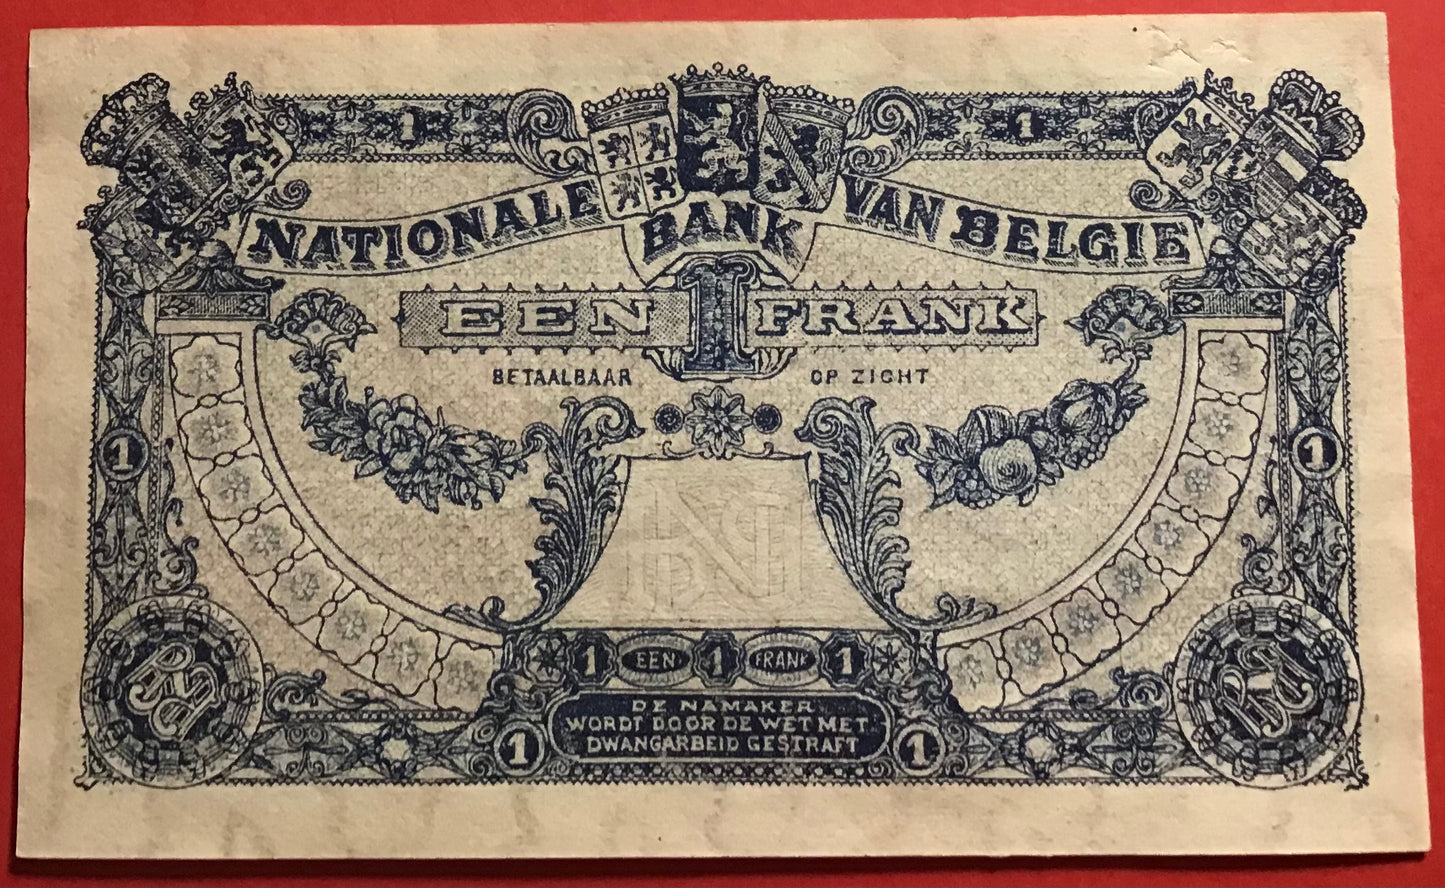 1 1
NATIONALE BANK VAN BELGIE
EEN 1 FRANK
BETAALBAAR OP ZICHT
1 1
1 EEN 1 FRANK 1
DE NAMAKER
WORDT DOOR DE WET MET
DWANGARBEID GESTRAFT
1 1